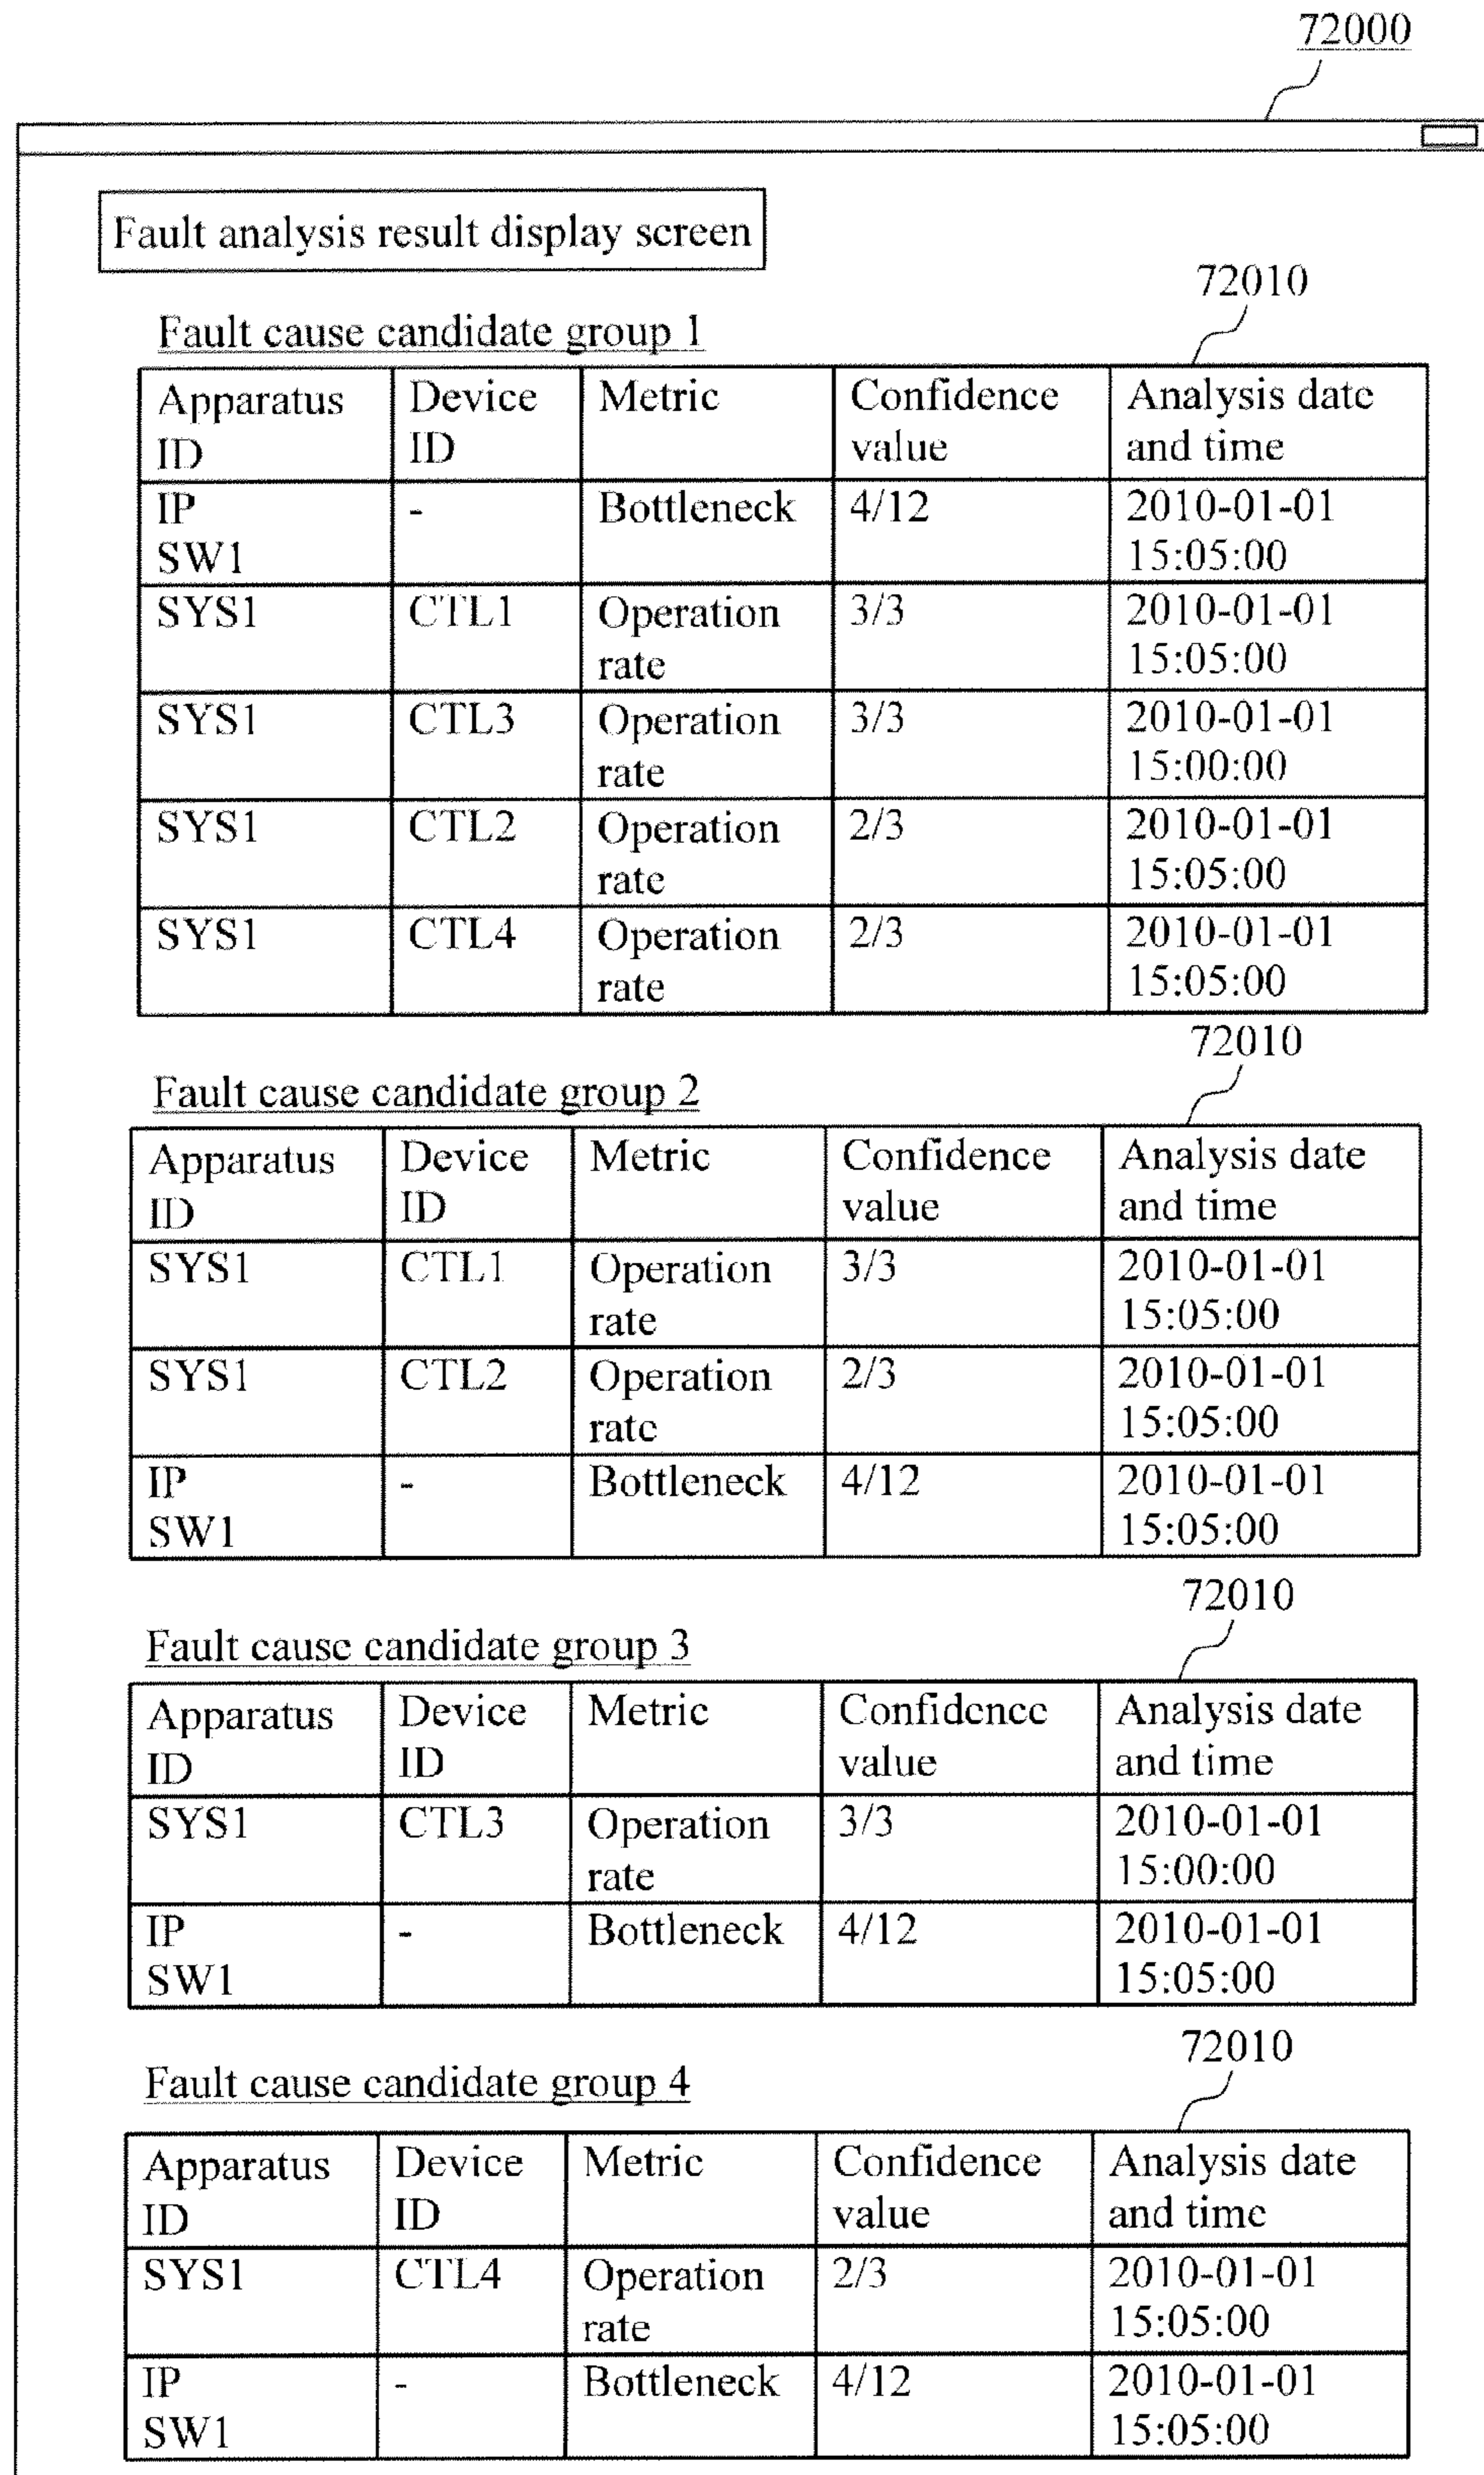 72000
Fault analysis result display screen
72010
Fault cause candidate group 1
Apparatus ID Device ID Metric Confidence value Analysis date and time
IP SW1 - Bottleneck 4/12 2010-01-01 15:05:00
SYS1 CTL1 Operation rate 3/3 2010-01-01 15:05:00
SYS1 CTL3 Operation rate 3/3 2010-01-01 15:00:00
SYS1 CTL2 Operation rate 2/3 2010-01-01 15:05:00
SYS1 CTL4 Operation rate 2/3 2010-01-01 15:05:00
72010
Fault cause candidate group 2
Apparatus ID Device ID Metric Confidence value Analysis date and time
SYS1 CTL1 Operation rate 3/3 2010-01-01 15:05:00
SYS1 CTL2 Operation rate 2/3 2010-01-01 15:05:00
IP SW1 - Bottleneck 4/12 2010-01-01 15:05:00
72010
Fault cause candidate group 3
Apparatus ID Device ID Metric Confidence value Analysis date and time
SYS1 CTL3 Operation rate 3/3 2010-01-01 15:00:00
IP SW1 - Bottleneck 4/12 2010-01-01 15:05:00
72010
Fault cause candidate group 4
Apparatus ID Device ID Metric Confidence value Analysis date and time
SYS1 CTL4 Operation rate 2/3 2010-01-01 15:05:00
IP SW1 - Bottleneck 4/12 2010-01-01 15:05:00